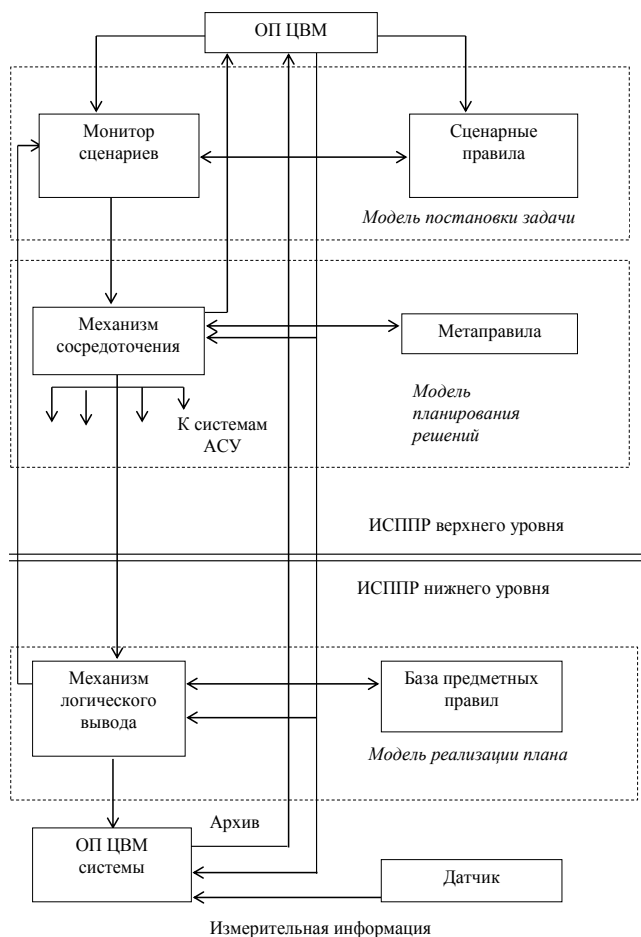 ОП ЦВМ
Монитор
сценариев
Сценарные
правила
Модель постановки задачи
Механизм
сосредоточения
Метаправила
Модель
планирования
решений
К системам
АСУ
ИСППР верхнего уровня
ИСППР нижнего уровня
Механизм
логического
вывода
База предметных
правил
Модель реализации плана
Архив
ОП ЦВМ
системы
Датчик
Измерительная информация